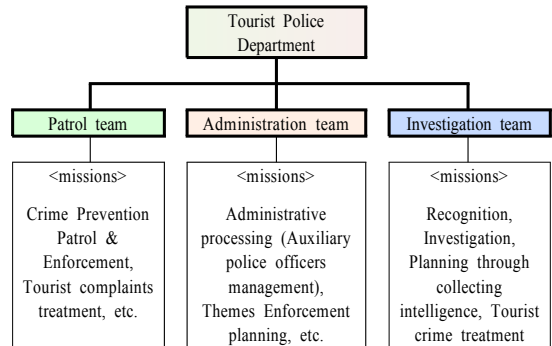 Tourist Police
Department
Patrol team
Administration team
Investigation team
<missions>
Crime Prevention
Patrol &
Enforcement,
Tourist complaints
treatment, etc.
<missions>
Administrative
processing (Auxiliary
police officers
management),
Themes Enforcement
planning, etc.
<missions>
Recognition,
Investigation,
Planning through
collecting
intelligence, Tourist
crime treatment